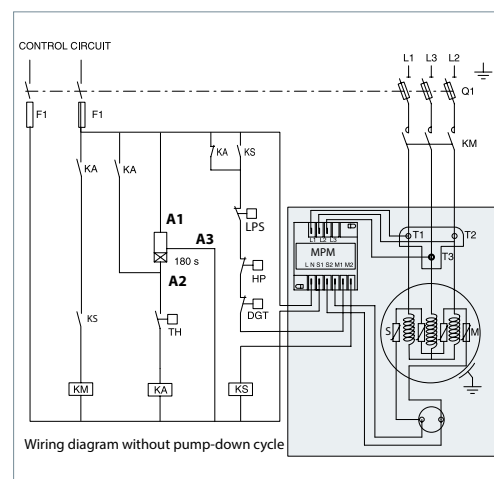 CONTROL CIRCUIT
L1 L3 L2
Q1
F1 F1
KM
KA KA KA KS
A1
A3
180 s
A2
LPS
HP
DGT
TH
KS
KM KA KS
L1 L2 L3
MPM
L N S1 S2 M1 M2
T1 T2
T3
S M
Wiring diagram without pump-down cycle